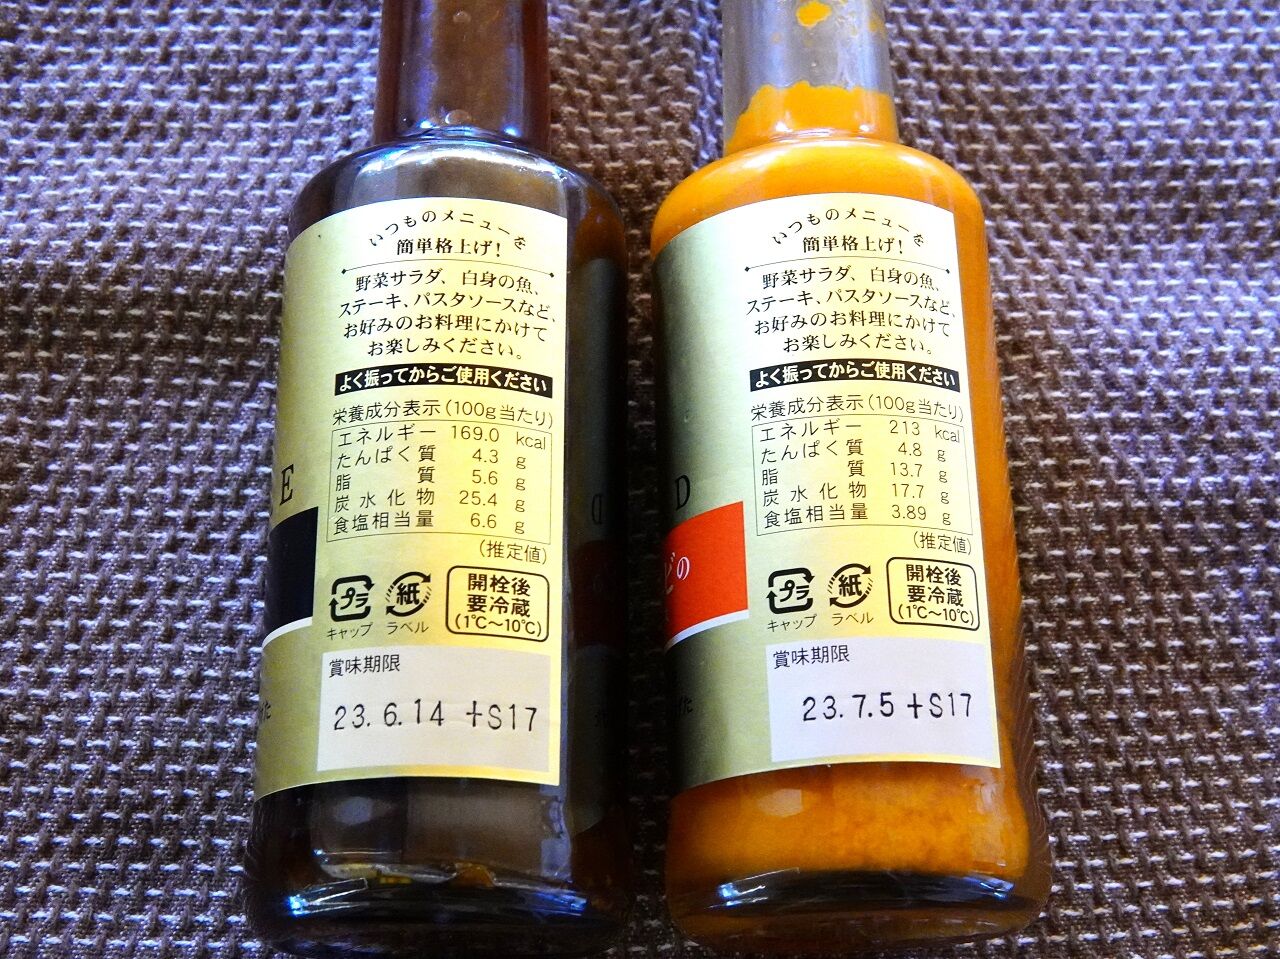 いつものメニューを
簡単格上げ!
野菜サラダ、白身の魚、
ステーキ、パスタソースなど、
お好みのお料理にかけて
お楽しみください。
よく振ってからご使用ください
栄養成分表示(100g当たり)
エネルギー 169.0 kcal
たんぱく質 4.3 g
脂質 5.6 g
炭水化物 25.4 g
食塩相当量 6.6 g
(推定値)
プラ
キャップ
紙
ラベル
開栓後
要冷蔵
(1℃~10℃)
賞味期限
23.6.14 +S17
E
いつものメニューを
簡単格上げ!
野菜サラダ、白身の魚、
ステーキ、パスタソースなど、
お好みのお料理にかけて
お楽しみください。
よく振ってからご使用ください
栄養成分表示(100g当たり)
エネルギー 213 kcal
たんぱく質 4.8 g
脂質 13.7 g
炭水化物 17.7 g
食塩相当量 3.89 g
(推定値)
プラ
キャップ
紙
ラベル
開栓後
要冷蔵
(1℃~10℃)
賞味期限
23.7.5 +S17
D
ビの